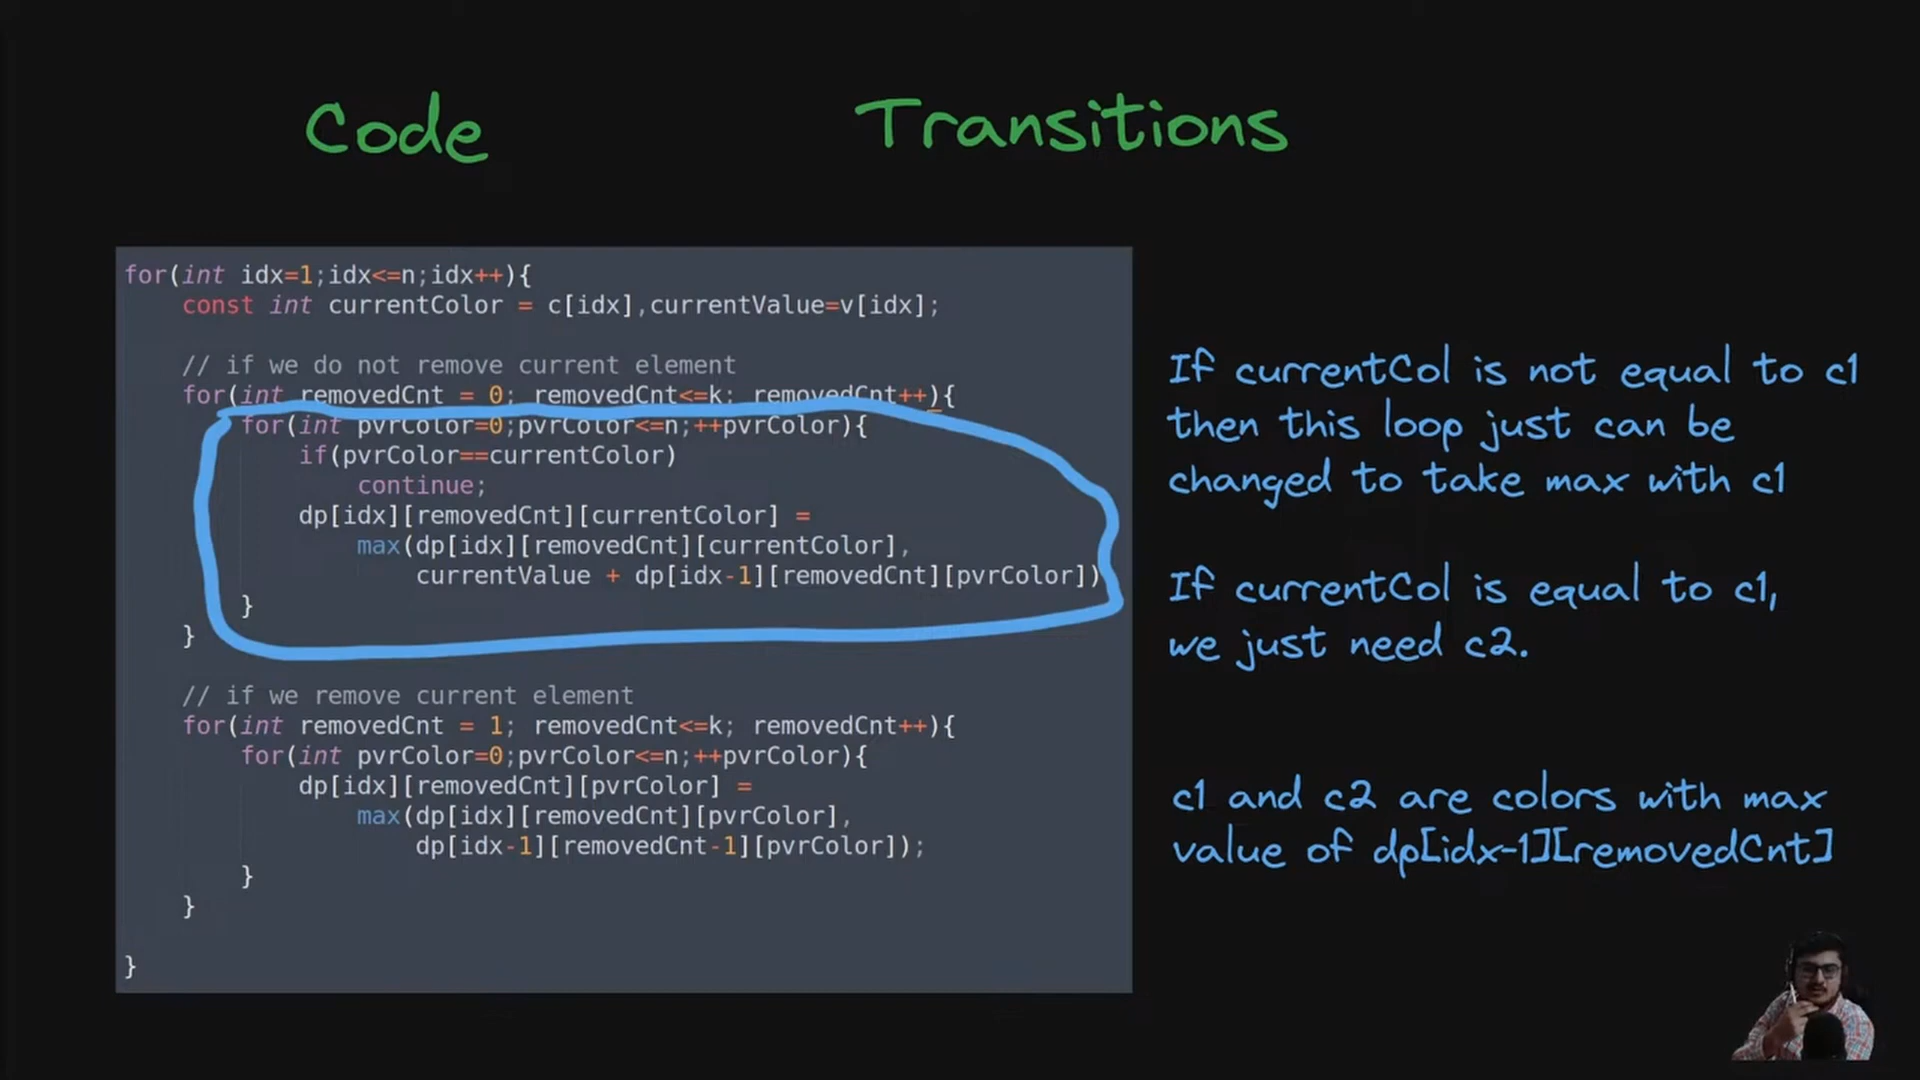 Code
Transitions
for(int idx=1;idx<=n;idx++){
    const int currentColor = c[idx],currentValue=v[idx];
    // if we do not remove current element
    for(int removedCnt = 0; removedCnt<=k; removedCnt++){
        for(int pvrColor=0;pvrColor<=n;++pvrColor){
            if(pvrColor==currentColor)
                continue;
            dp[idx][removedCnt][currentColor] =
                max(dp[idx][removedCnt][currentColor],
                    currentValue + dp[idx-1][removedCnt][pvrColor])
        }
    }
    // if we remove current element
    for(int removedCnt = 1; removedCnt<=k; removedCnt++){
        for(int pvrColor=0;pvrColor<=n;++pvrColor){
            dp[idx][removedCnt][pvrColor] =
                max(dp[idx][removedCnt][pvrColor],
                    dp[idx-1][removedCnt-1][pvrColor]);
        }
    }
}
If currentCol is not equal to c1
then this loop just can be
changed to take max with c1
If currentCol is equal to c1,
we just need c2.
c1 and c2 are colors with max
value of dp[idx-1][removedCnt]